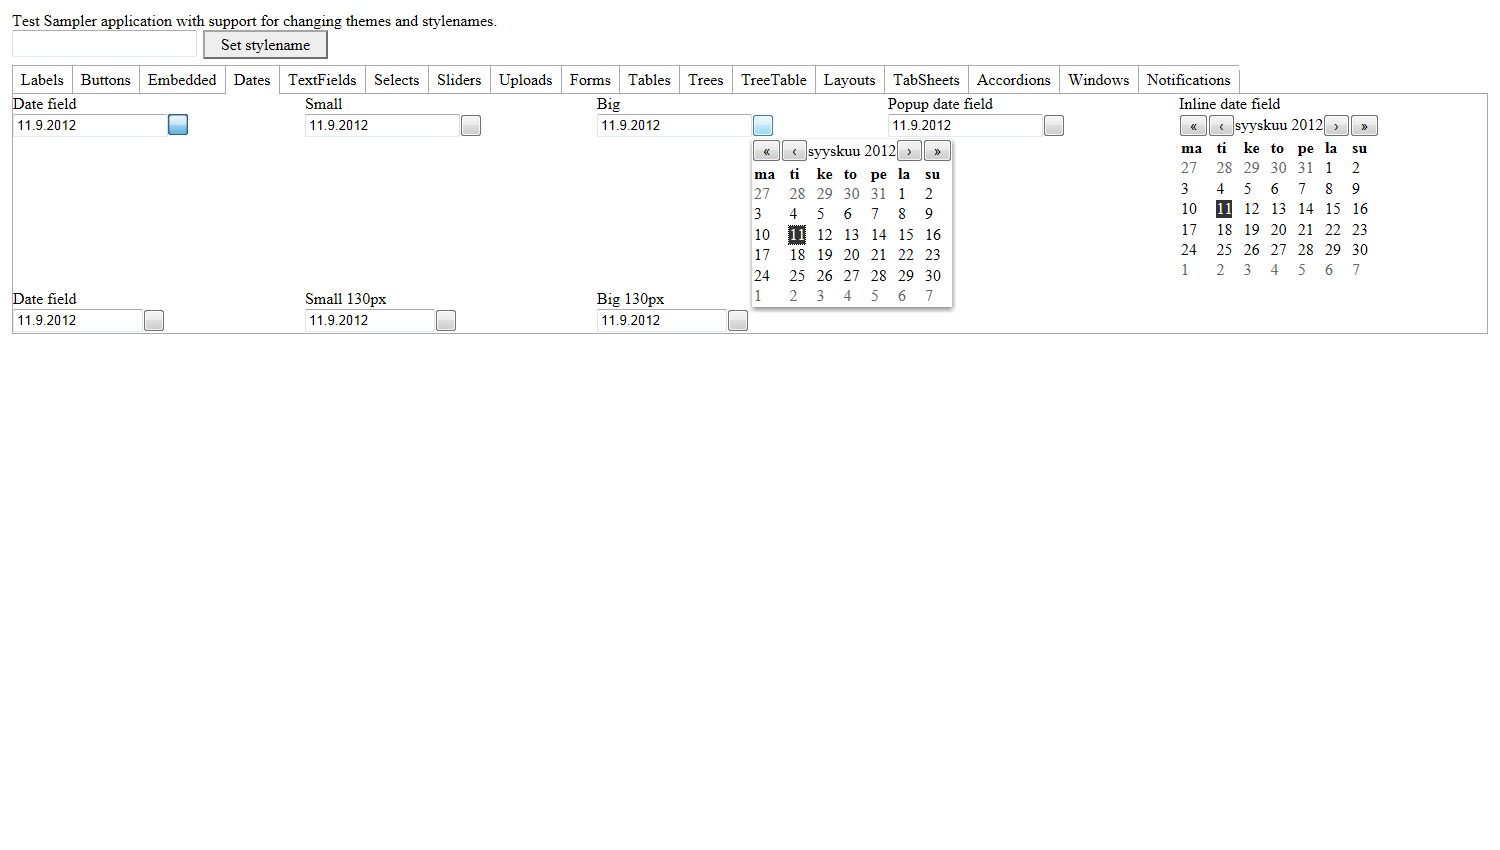 Test Sampler application with support for changing themes and stylenames.
Set stylename
Labels Buttons Embedded Dates TextFields Selects Sliders Uploads Forms Tables Trees TreeTable Layouts TabSheets Accordions Windows Notifications
Date field Small Big Popup date field Inline date field
11.9.2012 11.9.2012 11.9.2012 11.9.2012
« ‹ syyskuu 2012 › »
ma ti ke to pe la su
27 28 29 30 31 1 2
3 4 5 6 7 8 9
10 11 12 13 14 15 16
17 18 19 20 21 22 23
24 25 26 27 28 29 30
1 2 3 4 5 6 7
« ‹ syyskuu 2012 › »
ma ti ke to pe la su
27 28 29 30 31 1 2
3 4 5 6 7 8 9
10 11 12 13 14 15 16
17 18 19 20 21 22 23
24 25 26 27 28 29 30
1 2 3 4 5 6 7
Date field Small 130px Big 130px
11.9.2012 11.9.2012 11.9.2012